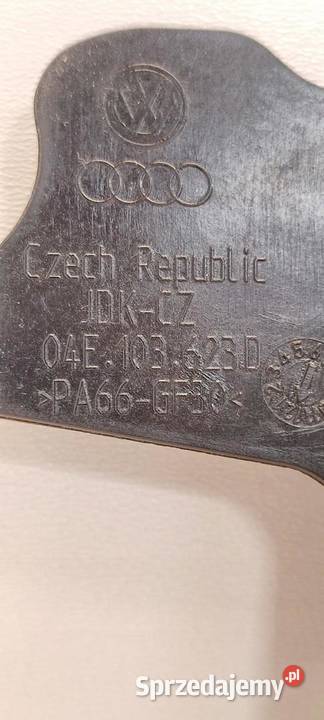 Czech Republic
JDK-CZ
04E.103.623D
>PA66-GF30<
Sprzedajemy.pl